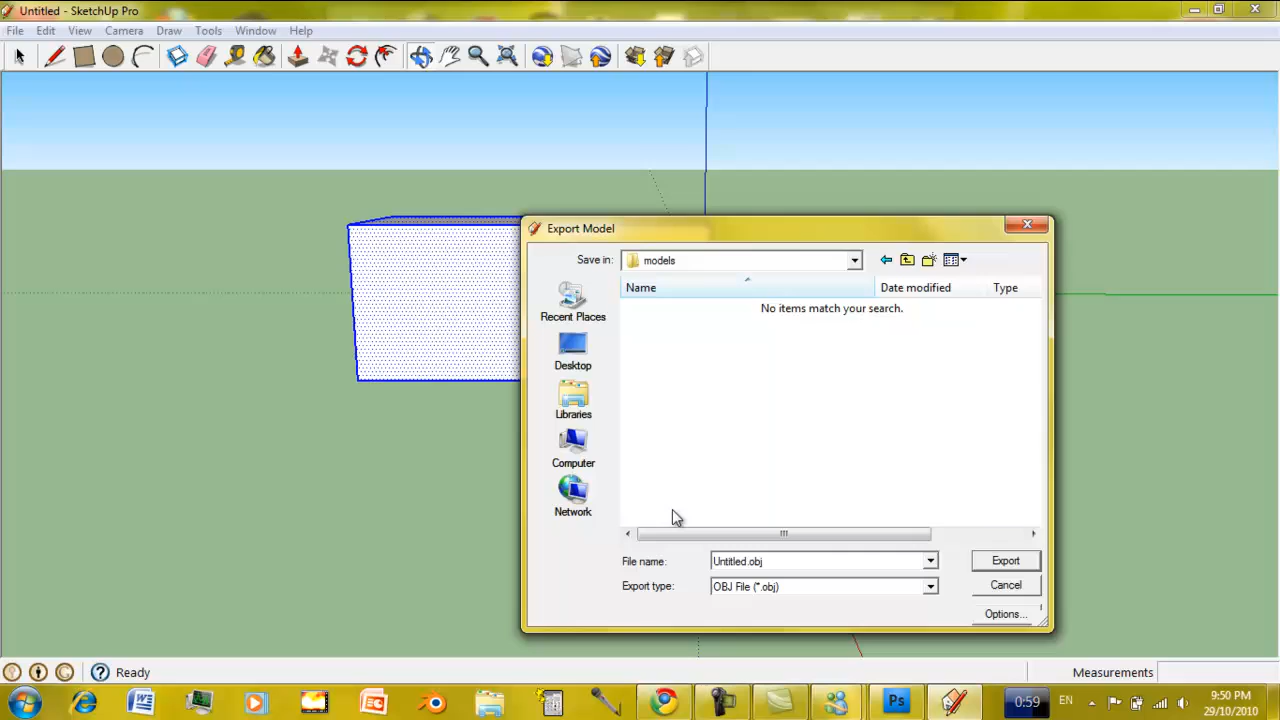 Untitled - SketchUp Pro
File Edit View Camera Draw Tools Window Help
Export Model
Save in: models
Name Date modified Type
No items match your search.
Recent Places
Desktop
Libraries
Computer
Network
File name: Untitled.obj Export
Export type: OBJ File (*.obj) Cancel
Options...
Ready Measurements
W P Ps 0:59 EN 9:50 PM
29/10/2010